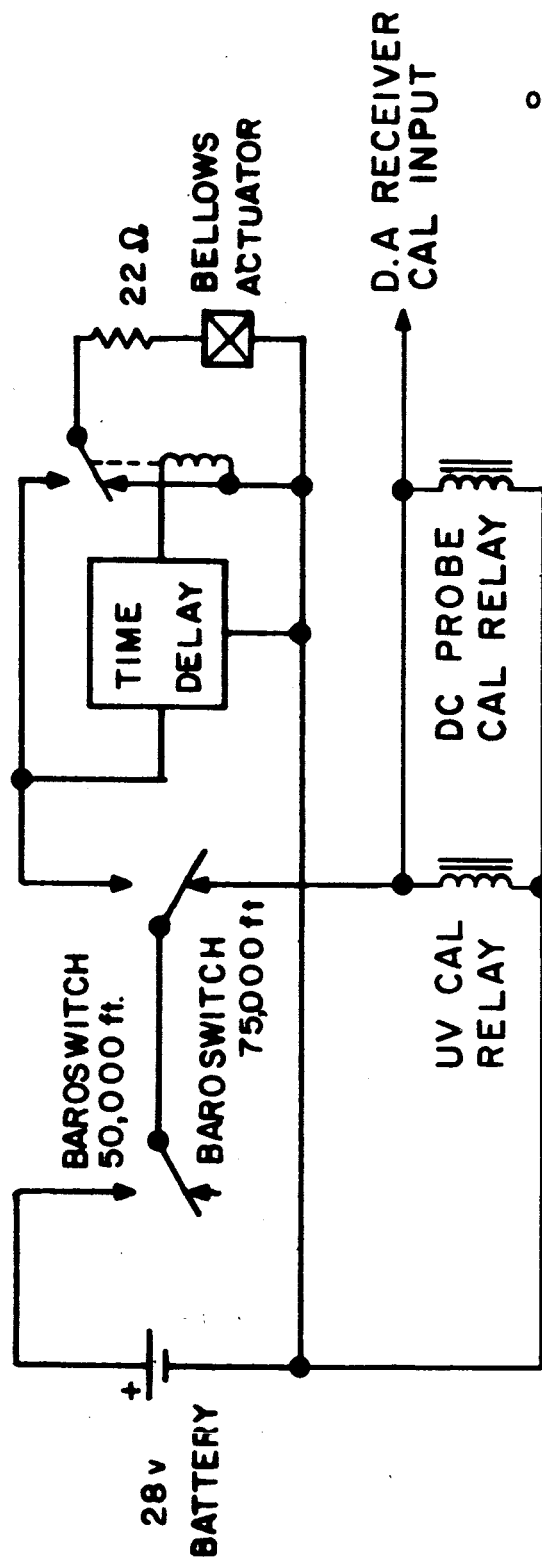 28v
BATTERY
BAROSWITCH
50,000 ft.
BAROSWITCH
75,000 ft
TIME
DELAY
22Ω
BELLOWS
ACTUATOR
UV CAL
RELAY
DC PROBE
CAL RELAY
D.A RECEIVER
CAL INPUT
+